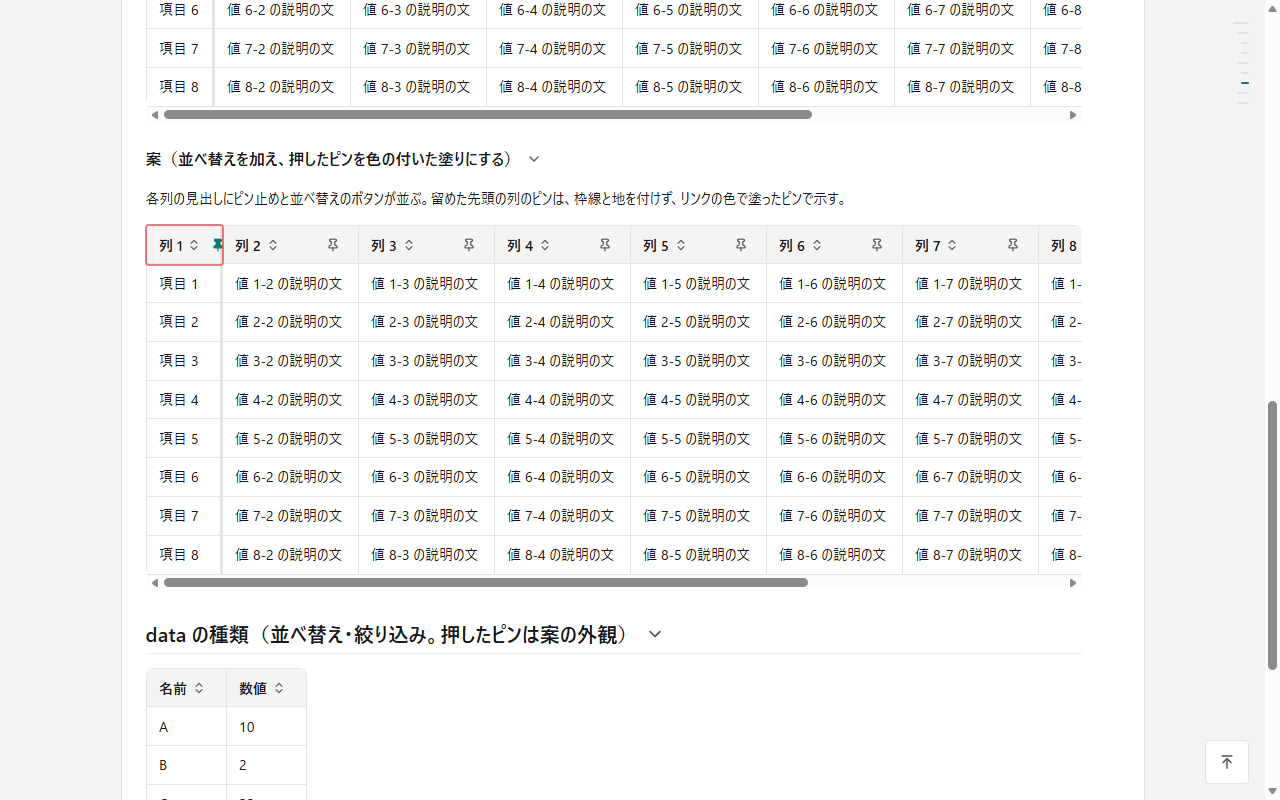 項目 6 値 6-2 の説明の文 値 6-3 の説明の文 値 6-4 の説明の文 値 6-5 の説明の文 値 6-6 の説明の文 値 6-7 の説明の文 値 6-8
項目 7 値 7-2 の説明の文 値 7-3 の説明の文 値 7-4 の説明の文 値 7-5 の説明の文 値 7-6 の説明の文 値 7-7 の説明の文 値 7-8
項目 8 値 8-2 の説明の文 値 8-3 の説明の文 値 8-4 の説明の文 値 8-5 の説明の文 値 8-6 の説明の文 値 8-7 の説明の文 値 8-8
案（並べ替えを加え、押したピンを色の付いた塗りにする）
各列の見出しにピン止めと並べ替えのボタンが並ぶ。留めた先頭の列のピンは、枠線と地を付けず、リンクの色で塗ったピンで示す。
列 1 列 2 列 3 列 4 列 5 列 6 列 7 列 8
項目 1 値 1-2 の説明の文 値 1-3 の説明の文 値 1-4 の説明の文 値 1-5 の説明の文 値 1-6 の説明の文 値 1-7 の説明の文 値 1-
項目 2 値 2-2 の説明の文 値 2-3 の説明の文 値 2-4 の説明の文 値 2-5 の説明の文 値 2-6 の説明の文 値 2-7 の説明の文 値 2-
項目 3 値 3-2 の説明の文 値 3-3 の説明の文 値 3-4 の説明の文 値 3-5 の説明の文 値 3-6 の説明の文 値 3-7 の説明の文 値 3-
項目 4 値 4-2 の説明の文 値 4-3 の説明の文 値 4-4 の説明の文 値 4-5 の説明の文 値 4-6 の説明の文 値 4-7 の説明の文 値 4-
項目 5 値 5-2 の説明の文 値 5-3 の説明の文 値 5-4 の説明の文 値 5-5 の説明の文 値 5-6 の説明の文 値 5-7 の説明の文 値 5-
項目 6 値 6-2 の説明の文 値 6-3 の説明の文 値 6-4 の説明の文 値 6-5 の説明の文 値 6-6 の説明の文 値 6-7 の説明の文 値 6-
項目 7 値 7-2 の説明の文 値 7-3 の説明の文 値 7-4 の説明の文 値 7-5 の説明の文 値 7-6 の説明の文 値 7-7 の説明の文 値 7-
項目 8 値 8-2 の説明の文 値 8-3 の説明の文 値 8-4 の説明の文 値 8-5 の説明の文 値 8-6 の説明の文 値 8-7 の説明の文 値 8-
data の種類（並べ替え・絞り込み。押したピンは案の外観）
名前 数値
A 10
B 2